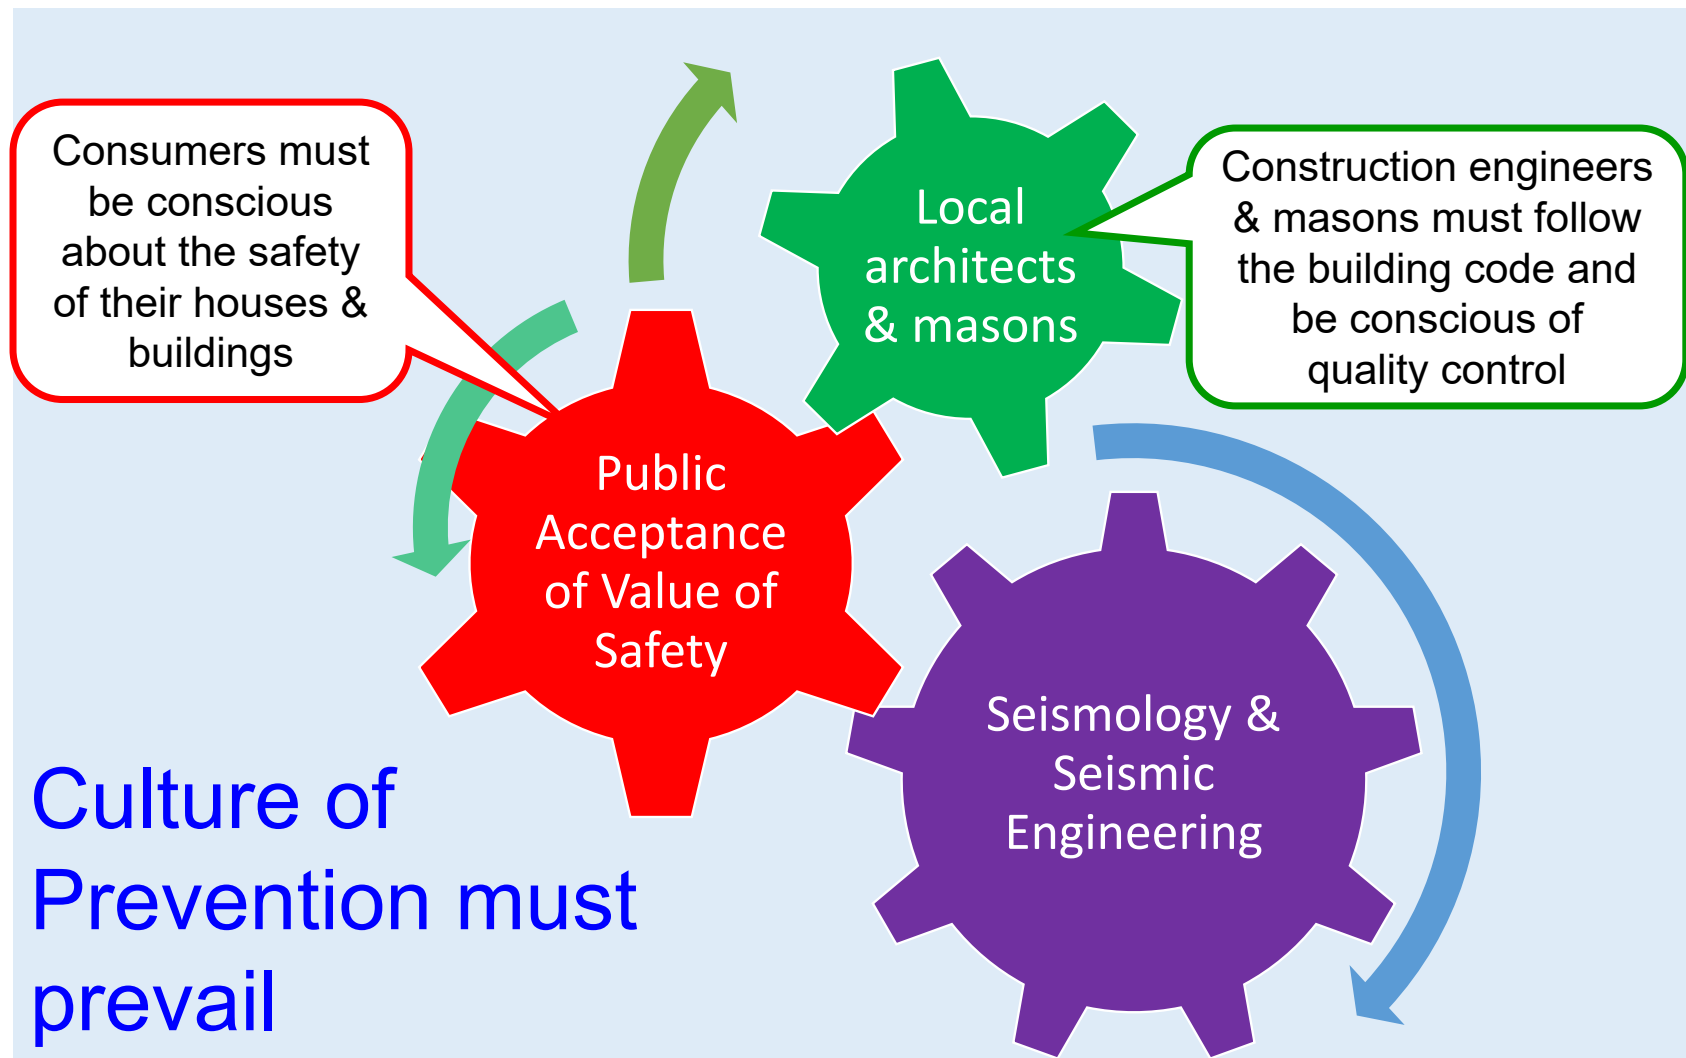 Consumers must
be conscious
about the safety
of their houses &
buildings
Local
architects
& masons
Construction engineers
& masons must follow
the building code and
be conscious of
quality control
Public
Acceptance
of Value of
Safety
Seismology &
Seismic
Engineering
Culture of
Prevention must
prevail